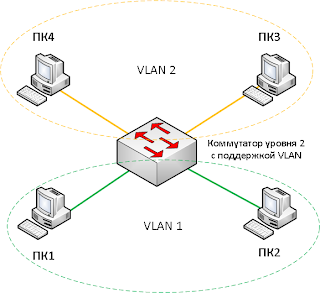 ПК4
ПК3
VLAN 2
Коммутатор уровня 2
с поддержкой VLAN
VLAN 1
ПК1
ПК2